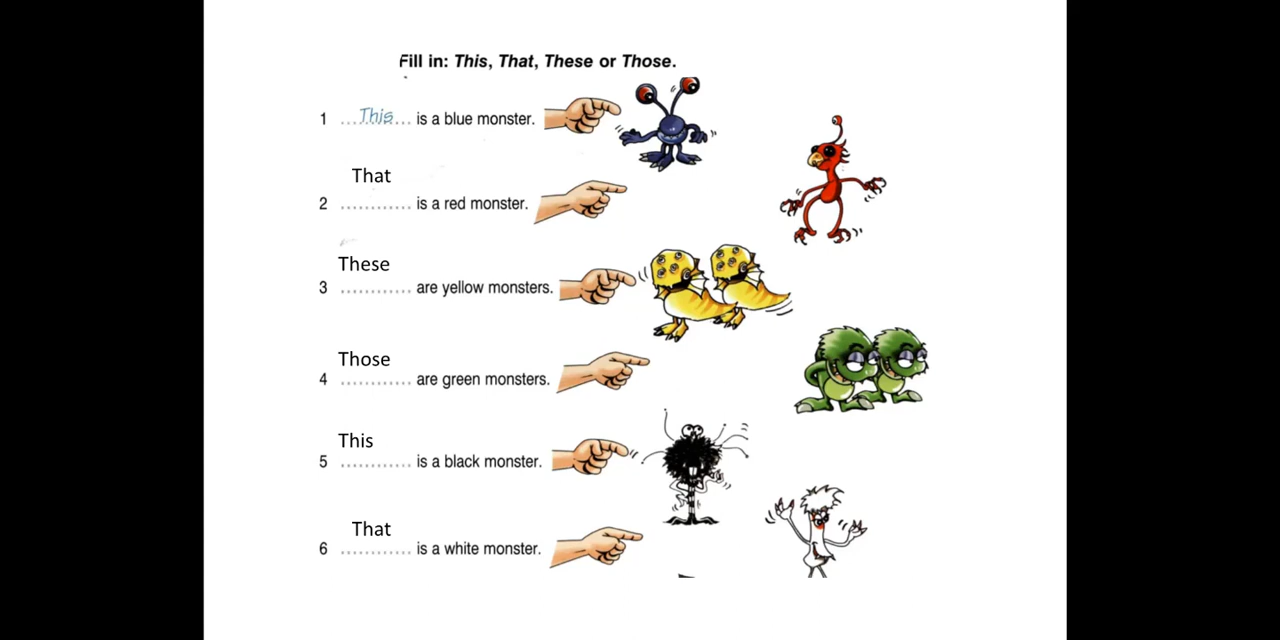 Fill in: This, That, These or Those.
1 ....This.... is a blue monster.
That
2 ............ is a red monster.
These
3 ............ are yellow monsters.
Those
4 ............ are green monsters.
This
5 ............ is a black monster.
That
6 ............ is a white monster.